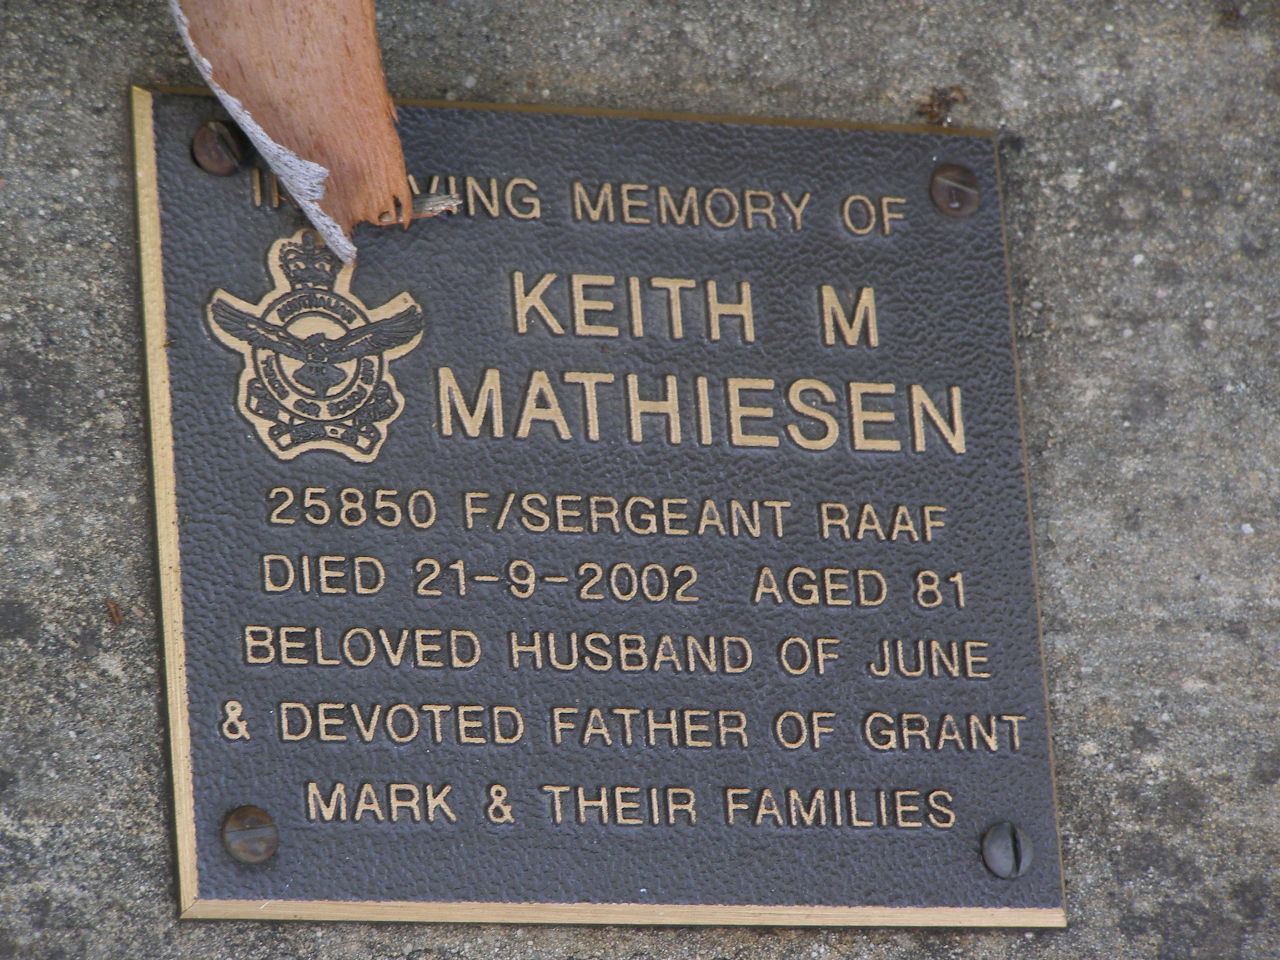 VING MEMORY OF
KEITH M
MATHIESEN
25850 F/SERGEANT RAAF
DIED 21-9-2002 AGED 81
BELOVED HUSBAND OF JUNE
& DEVOTED FATHER OF GRANT
MARK & THEIR FAMILIES